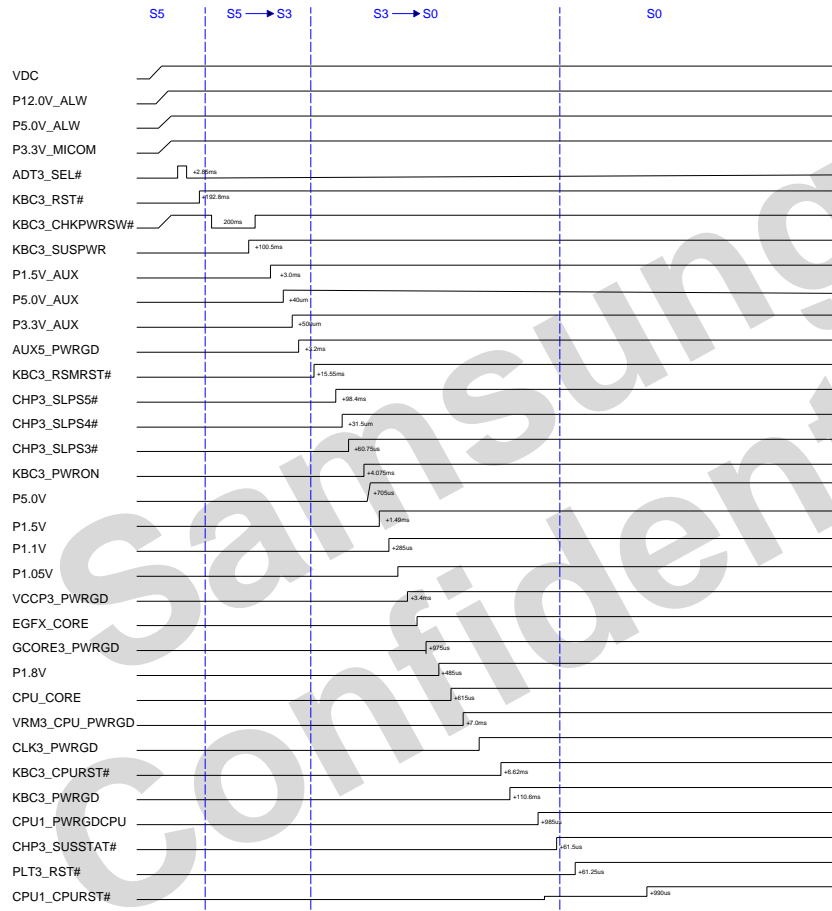 S5 S5 S3 S3 S0 S0
VDC
P12.0V_ALW
P5.0V_ALW
P3.3V_MICOM
ADT3_SEL# +2.85ms
KBC3_RST# +192.8ms
KBC3_CHKPWRSW# 200ms
KBC3_SUSPWR +100.5ms
P1.5V_AUX +3.0ms
P5.0V_AUX +40um
P3.3V_AUX +500um
AUX5_PWRGD
KBC3_RSMRST# +15.55ms
CHP3_SLPS5# +98.4ms
CHP3_SLPS4# +31.5um
CHP3_SLPS3# +60.75us
KBC3_PWRON +4.075ms
P5.0V +705us
P1.5V +1.49ms
P1.1V +285us
P1.05V
VCCP3_PWRGD +3.4ms
EGFX_CORE
GCORE3_PWRGD +975us
P1.8V +485us
CPU_CORE +615us
VRM3_CPU_PWRGD +7.0ms
CLK3_PWRGD
KBC3_CPURST# +6.62ms
KBC3_PWRGD +110.6ms
CPU1_PWRGDCPU +985us
CHP3_SUSSTAT# +61.5us
PLT3_RST# +61.25us
CPU1_CPURST# +990us
Samsung
Confident